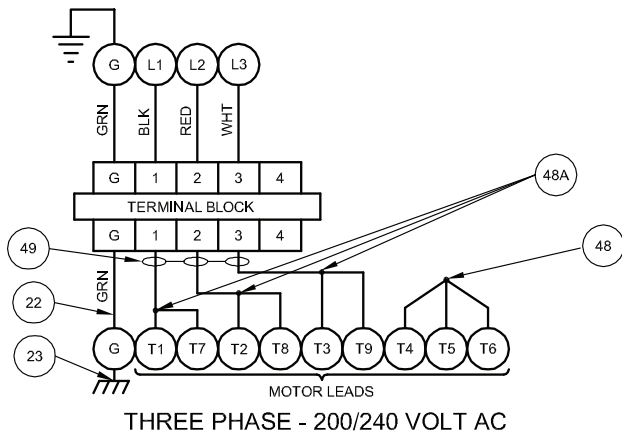 G L1 L2 L3
GRN BLK RED WHT
G 1 2 3 4
48A
TERMINAL BLOCK
G 1 2 3 4
49
48
GRN
22
G T1 T7 T2 T8 T3 T9 T4 T5 T6
23
MOTOR LEADS
THREE PHASE - 200/240 VOLT AC